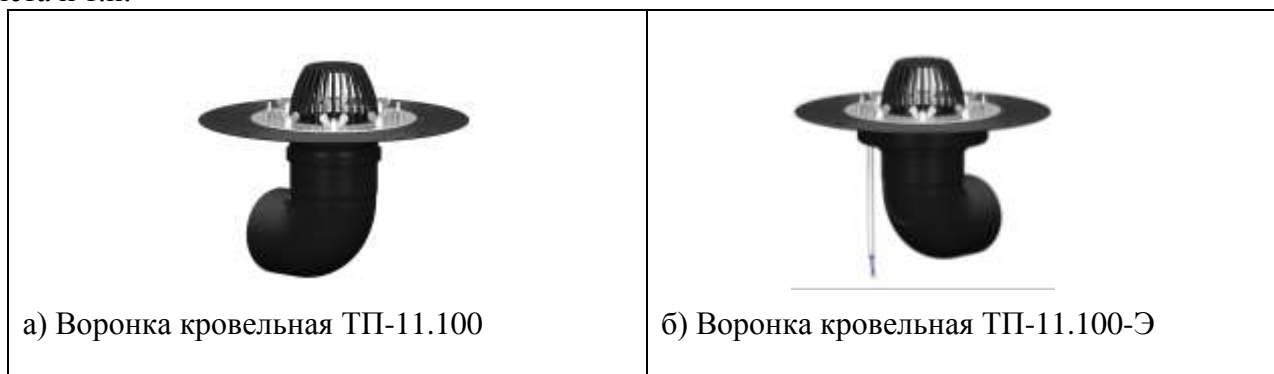 а) Воронка кровельная ТП-11.100
б) Воронка кровельная ТП-11.100-Э